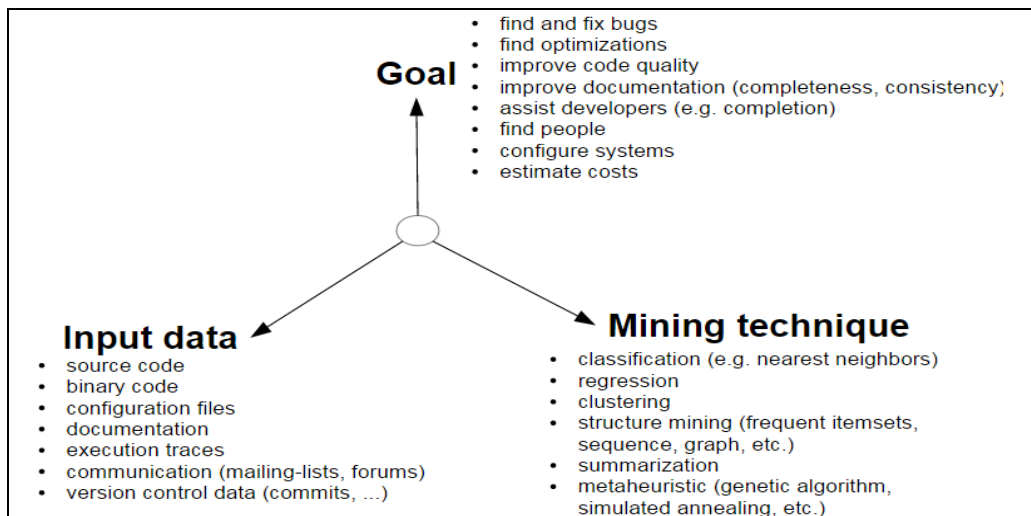 Goal
• find and fix bugs
• find optimizations
• improve code quality
• improve documentation (completeness, consistency)
• assist developers (e.g. completion)
• find people
• configure systems
• estimate costs
Input data
• source code
• binary code
• configuration files
• documentation
• execution traces
• communication (mailing-lists, forums)
• version control data (commits, ...)
Mining technique
• classification (e.g. nearest neighbors)
• regression
• clustering
• structure mining (frequent itemsets,
sequence, graph, etc.)
• summarization
• metaheuristic (genetic algorithm,
simulated annealing, etc.)